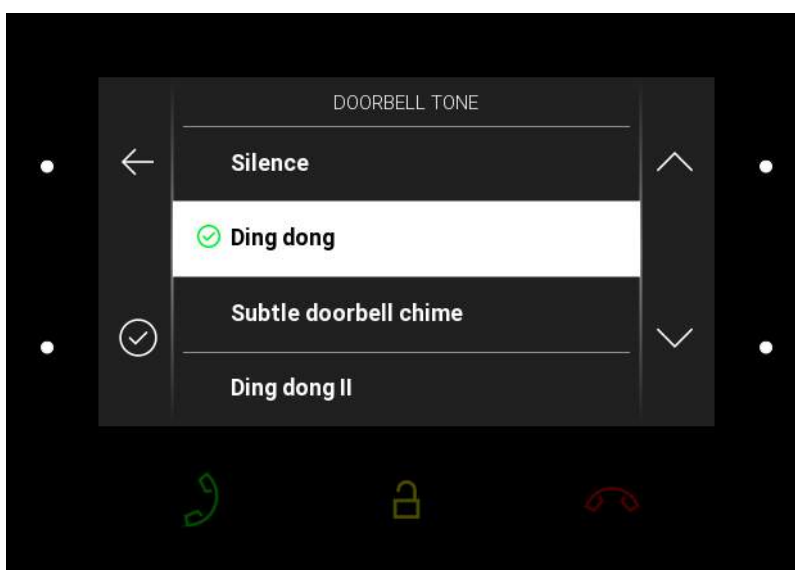 DOORBELL TONE
Silence
Ding dong
Subtle doorbell chime
Ding dong II